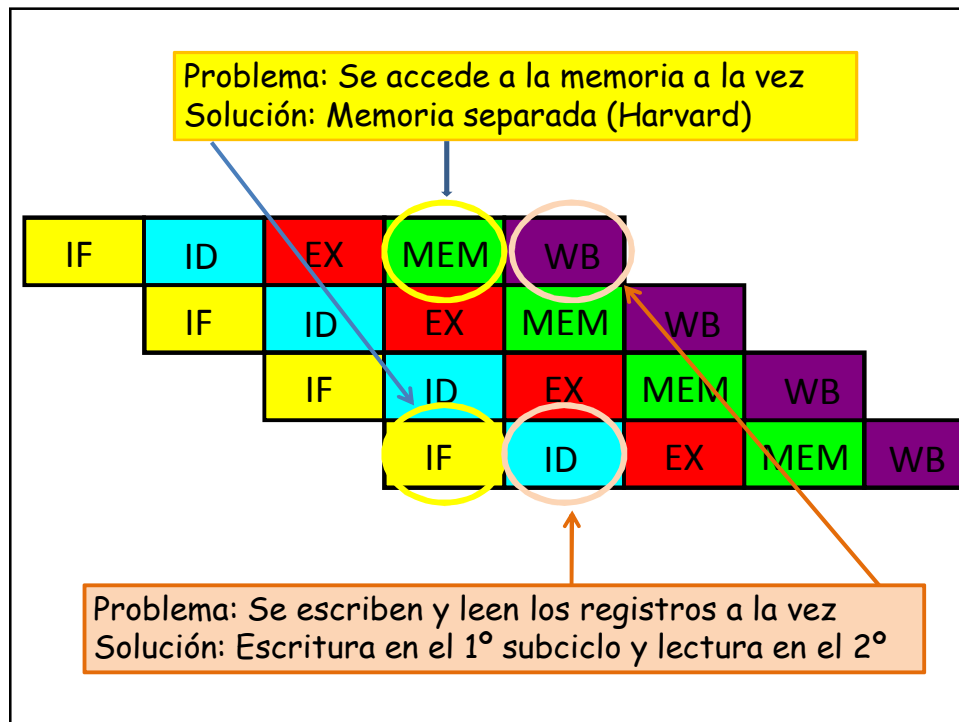 Problema: Se accede a la memoria a la vez
Solución: Memoria separada (Harvard)
IF ID EX MEM WB
IF ID EX MEM WB
IF ID EX MEM WB
IF ID EX MEM WB
Problema: Se escriben y leen los registros a la vez
Solución: Escritura en el 1º subciclo y lectura en el 2º